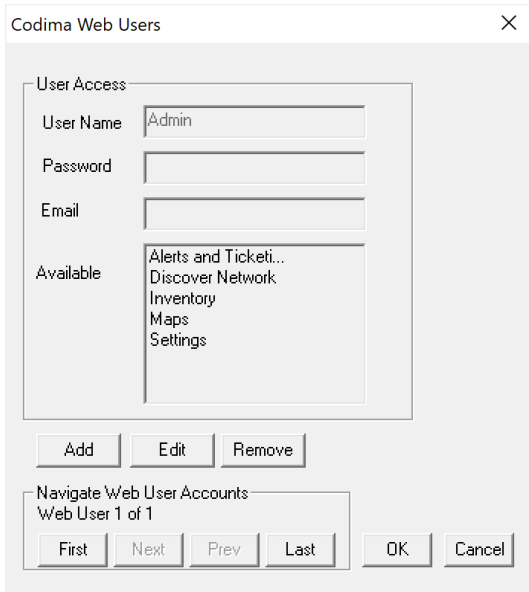 Codima Web Users
User Access
User Name
Admin
Password
Email
Available
Alerts and Ticketi...
Discover Network
Inventory
Maps
Settings
Add
Edit
Remove
Navigate Web User Accounts
Web User 1 of 1
First
Next
Prev
Last
OK
Cancel